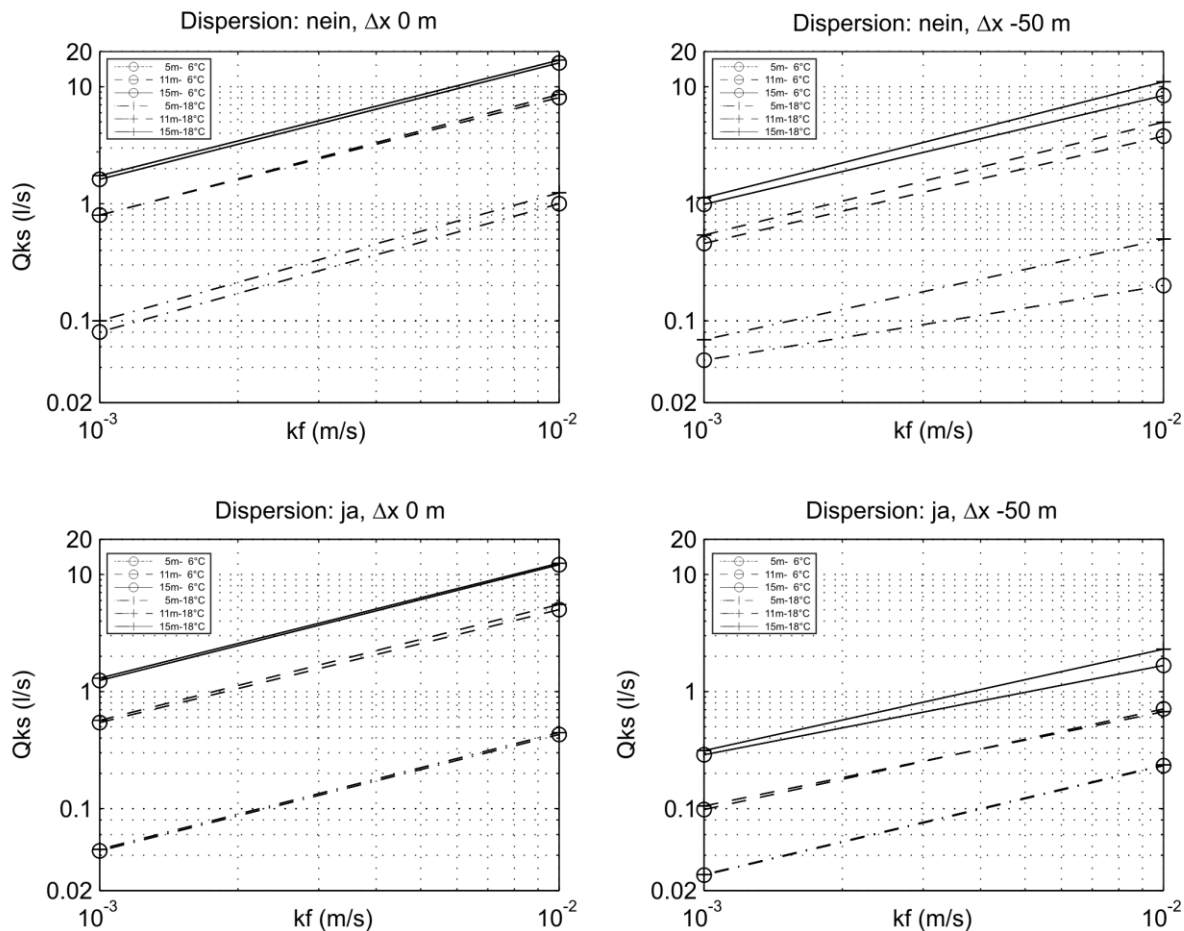 Dispersion: nein, Δx 0 m
20
10
1
0.1
0.02
Qks (l/s)
5m- 6°C
11m- 6°C
15m- 6°C
5m-18°C
11m-18°C
15m-18°C
10⁻³
kf (m/s)
10⁻²
Dispersion: nein, Δx -50 m
20
10
1
0.1
0.02
Qks (l/s)
5m- 6°C
11m- 6°C
15m- 6°C
5m-18°C
11m-18°C
15m-18°C
10⁻³
kf (m/s)
10⁻²
Dispersion: ja, Δx 0 m
20
10
1
0.1
0.02
Qks (l/s)
5m- 6°C
11m- 6°C
15m- 6°C
5m-18°C
11m-18°C
15m-18°C
10⁻³
kf (m/s)
10⁻²
Dispersion: ja, Δx -50 m
20
10
1
0.1
0.02
Qks (l/s)
5m- 6°C
11m- 6°C
15m- 6°C
5m-18°C
11m-18°C
15m-18°C
10⁻³
kf (m/s)
10⁻²